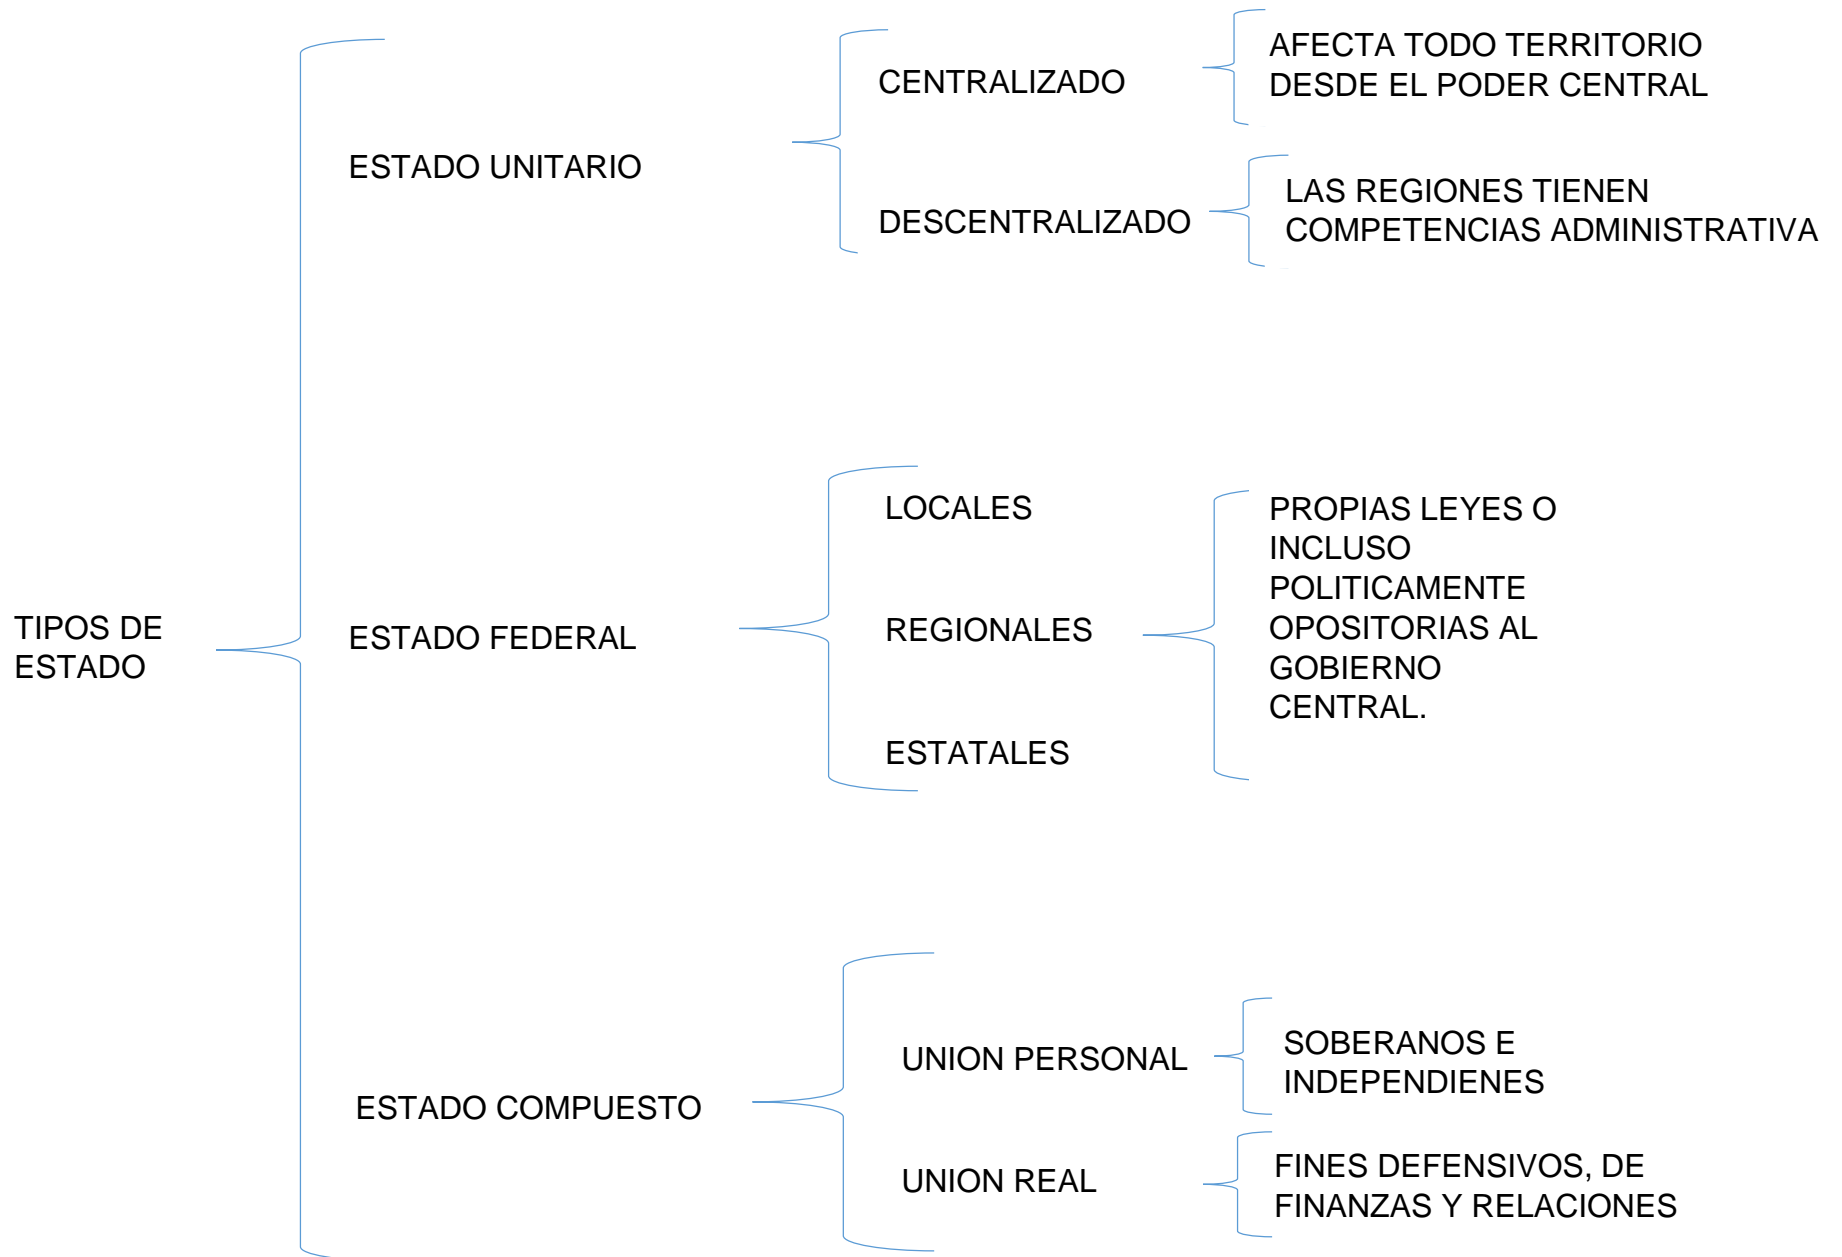 TIPOS DE
ESTADO
ESTADO UNITARIO
CENTRALIZADO
AFECTA TODO TERRITORIO
DESDE EL PODER CENTRAL
DESCENTRALIZADO
LAS REGIONES TIENEN
COMPETENCIAS ADMINISTRATIVA
ESTADO FEDERAL
LOCALES
REGIONALES
ESTATALES
PROPIAS LEYES O
INCLUSO
POLITICAMENTE
OPOSITORIAS AL
GOBIERNO
CENTRAL.
ESTADO COMPUESTO
UNION PERSONAL
SOBERANOS E
INDEPENDIENES
UNION REAL
FINES DEFENSIVOS, DE
FINANZAS Y RELACIONES